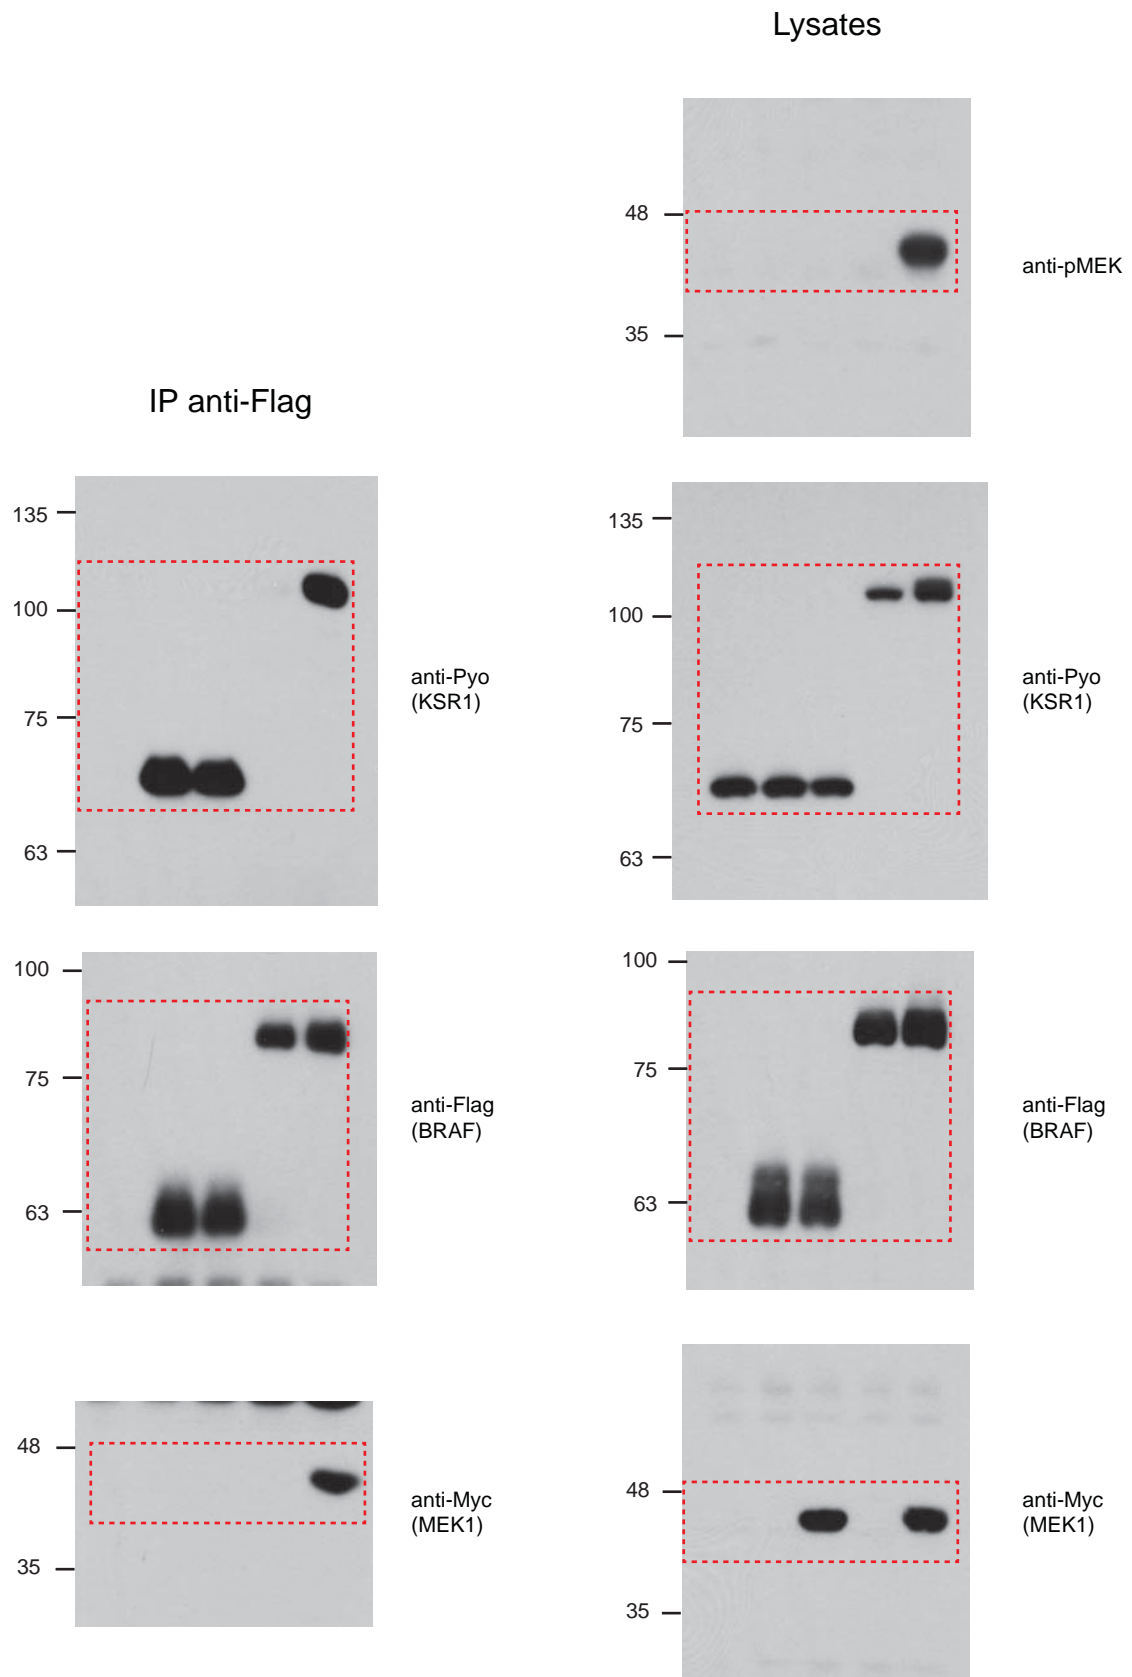 Lysates
48
35
anti-pMEK
IP anti-Flag
135
100
75
63
anti-Pyo
(KSR1)
135
100
75
63
anti-Pyo
(KSR1)
100
75
63
anti-Flag
(BRAF)
100
75
63
anti-Flag
(BRAF)
48
35
anti-Myc
(MEK1)
48
35
anti-Myc
(MEK1)